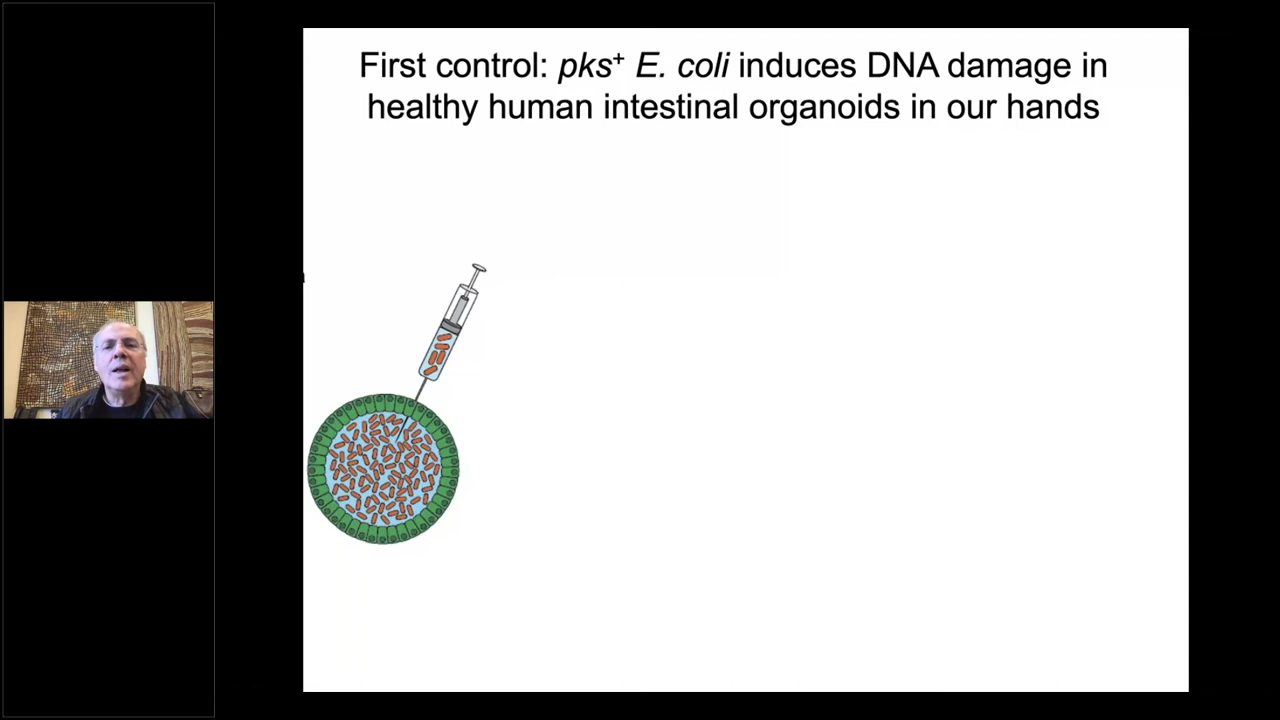 First control: pks⁺ E. coli induces DNA damage in
healthy human intestinal organoids in our hands